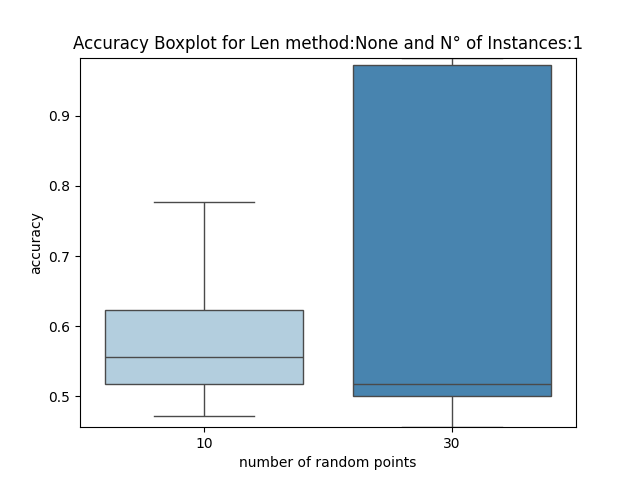 Accuracy Boxplot for Len method:None and N° of Instances:1
accuracy
0.9
0.8
0.7
0.6
0.5
10
30
number of random points